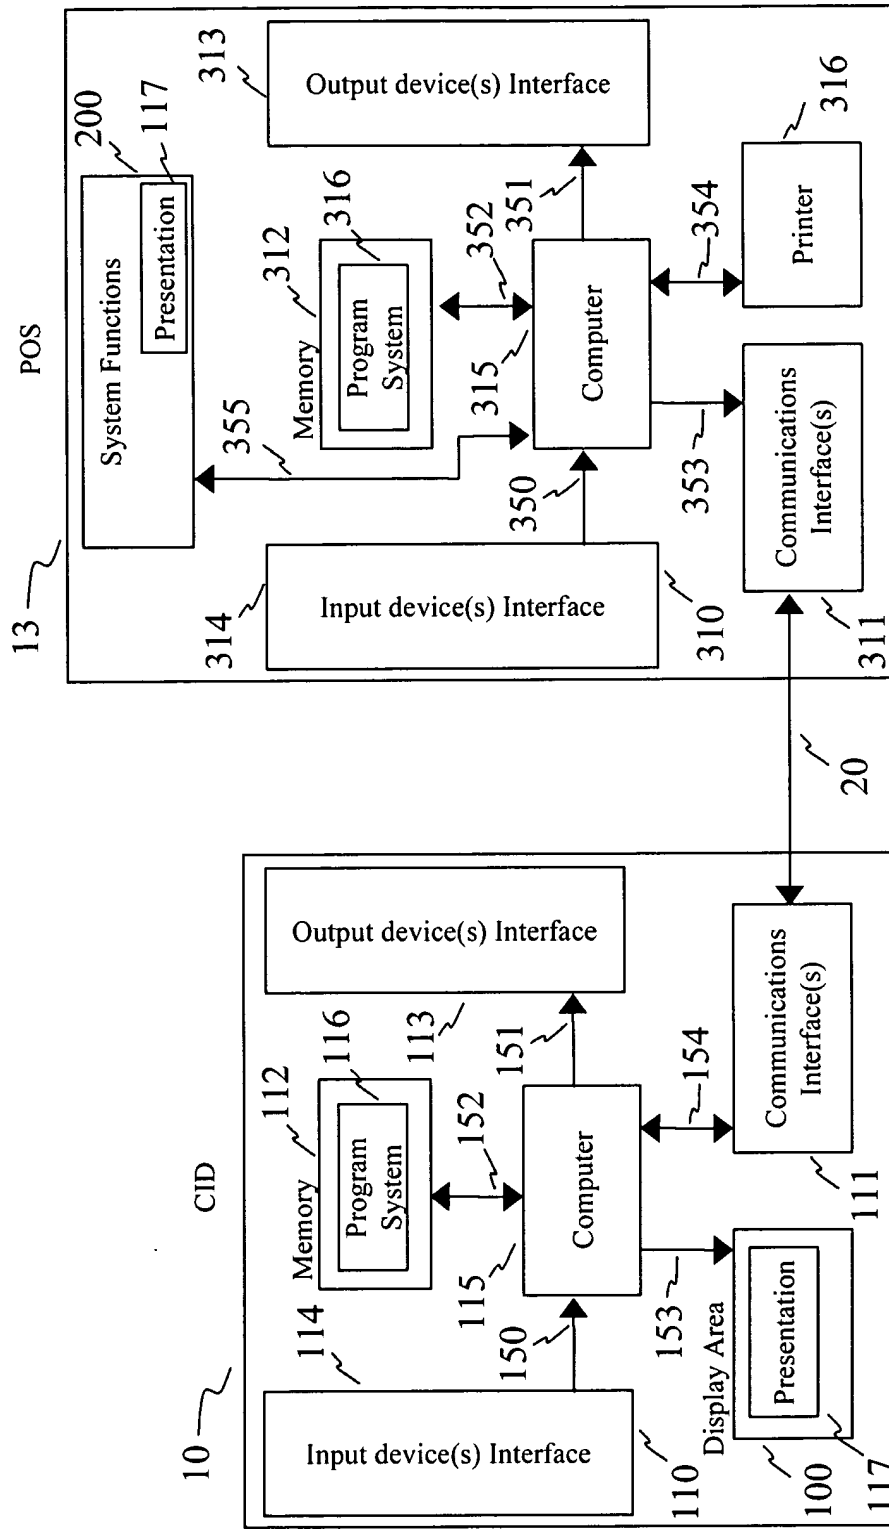 CID
10
114
Input device(s) Interface
110
Memory
112
116
Program
System
152
113
Output device(s) Interface
150
115
Computer
151
153
154
Display Area
Presentation
100
117
Communications
Interface(s)
111
20
POS
13
System Functions
200
Presentation
117
355
314
Input device(s) Interface
310
Memory
312
316
Program
System
352
313
Output device(s) Interface
350
315
Computer
351
353
354
Communications
Interface(s)
311
Printer
316